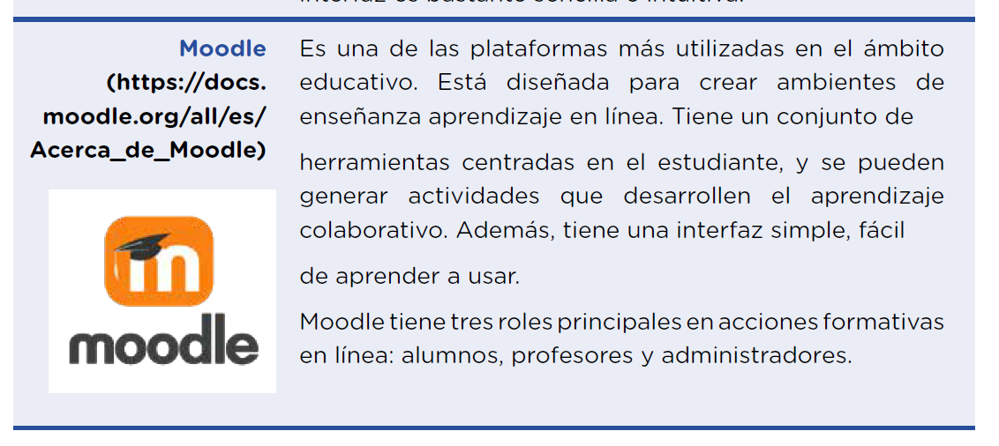 interfaz es bastante sencilla e intuitiva.
Moodle
(https://docs.
moodle.org/all/es/
Acerca_de_Moodle)
moodle
Es una de las plataformas más utilizadas en el ámbito
educativo. Está diseñada para crear ambientes de
enseñanza aprendizaje en línea. Tiene un conjunto de
herramientas centradas en el estudiante, y se pueden
generar actividades que desarrollen el aprendizaje
colaborativo. Además, tiene una interfaz simple, fácil
de aprender a usar.
Moodle tiene tres roles principales en acciones formativas
en línea: alumnos, profesores y administradores.